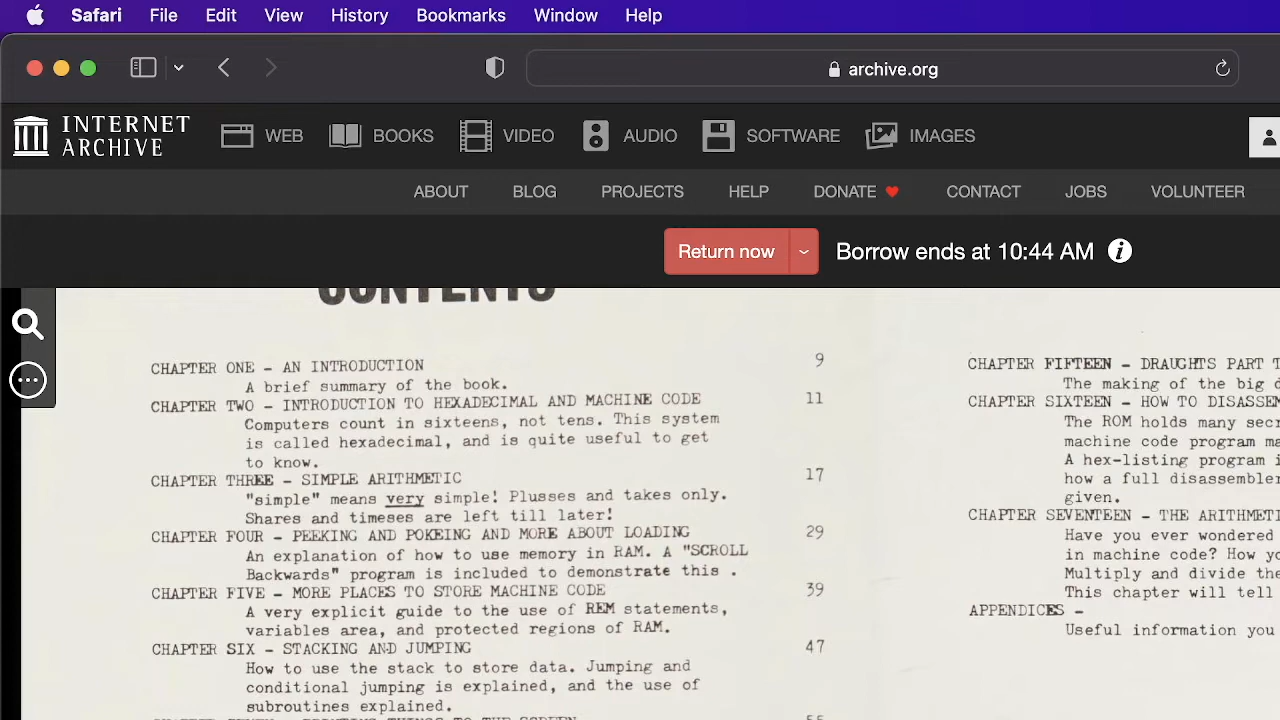 Safari File Edit View History Bookmarks Window Help
archive.org
INTERNET ARCHIVE WEB BOOKS VIDEO AUDIO SOFTWARE IMAGES
ABOUT BLOG PROJECTS HELP DONATE CONTACT JOBS VOLUNTEER
Return now Borrow ends at 10:44 AM
CONTENTS
CHAPTER ONE - AN INTRODUCTION 9
A brief summary of the book.
CHAPTER TWO - INTRODUCTION TO HEXADECIMAL AND MACHINE CODE 11
Computers count in sixteens, not tens. This system
is called hexadecimal, and is quite useful to get
to know.
CHAPTER THREE - SIMPLE ARITHMETIC 17
"simple" means very simple! Plusses and takes only.
Shares and timeses are left till later!
CHAPTER FOUR - PEEKING AND POKEING AND MORE ABOUT LOADING 29
An explanation of how to use memory in RAM. A "SCROLL
Backwards" program is included to demonstrate this .
CHAPTER FIVE - MORE PLACES TO STORE MACHINE CODE 39
A very explicit guide to the use of REM statements,
variables area, and protected regions of RAM.
CHAPTER SIX - STACKING AND JUMPING 47
How to use the stack to store data. Jumping and
conditional jumping is explained, and the use of
subroutines explained.
CHAPTER FIFTEEN - DRAUGHTS PART T
The making of the big d
CHAPTER SIXTEEN - HOW TO DISASSEM
The ROM holds many secr
machine code program ma
A hex-listing program i
how a full disassembler
given.
CHAPTER SEVENTEEN - THE ARITHMETI
Have you ever wondered
in machine code? How yo
Multiply and divide the
This chapter will tell
APPENDICES -
Useful information you